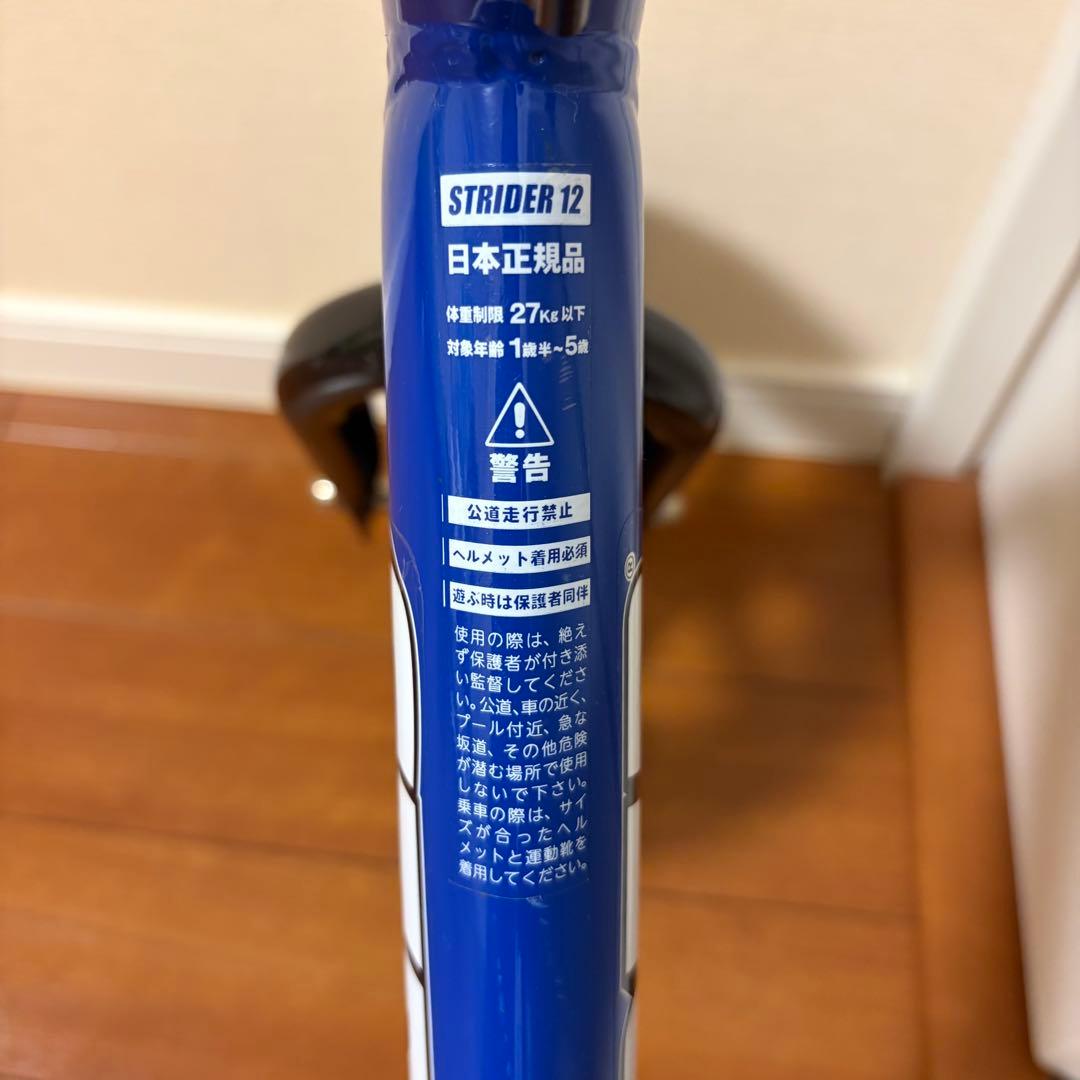 STRIDER 12
日本正規品
体重制限 27Kg 以下
対象年齢 1歳半~5歳
警告
公道走行禁止
ヘルメット着用必須
遊ぶ時は保護者同伴
使用の際は、絶え
ず保護者が付き添
い監督してくださ
い。公道、車の近く、
プール付近、急な
坂道、その他危険
が潜む場所で使用
しないで下さい。
乗車の際は、サイ
ズが合ったヘル
メットと運動靴を
着用してください。